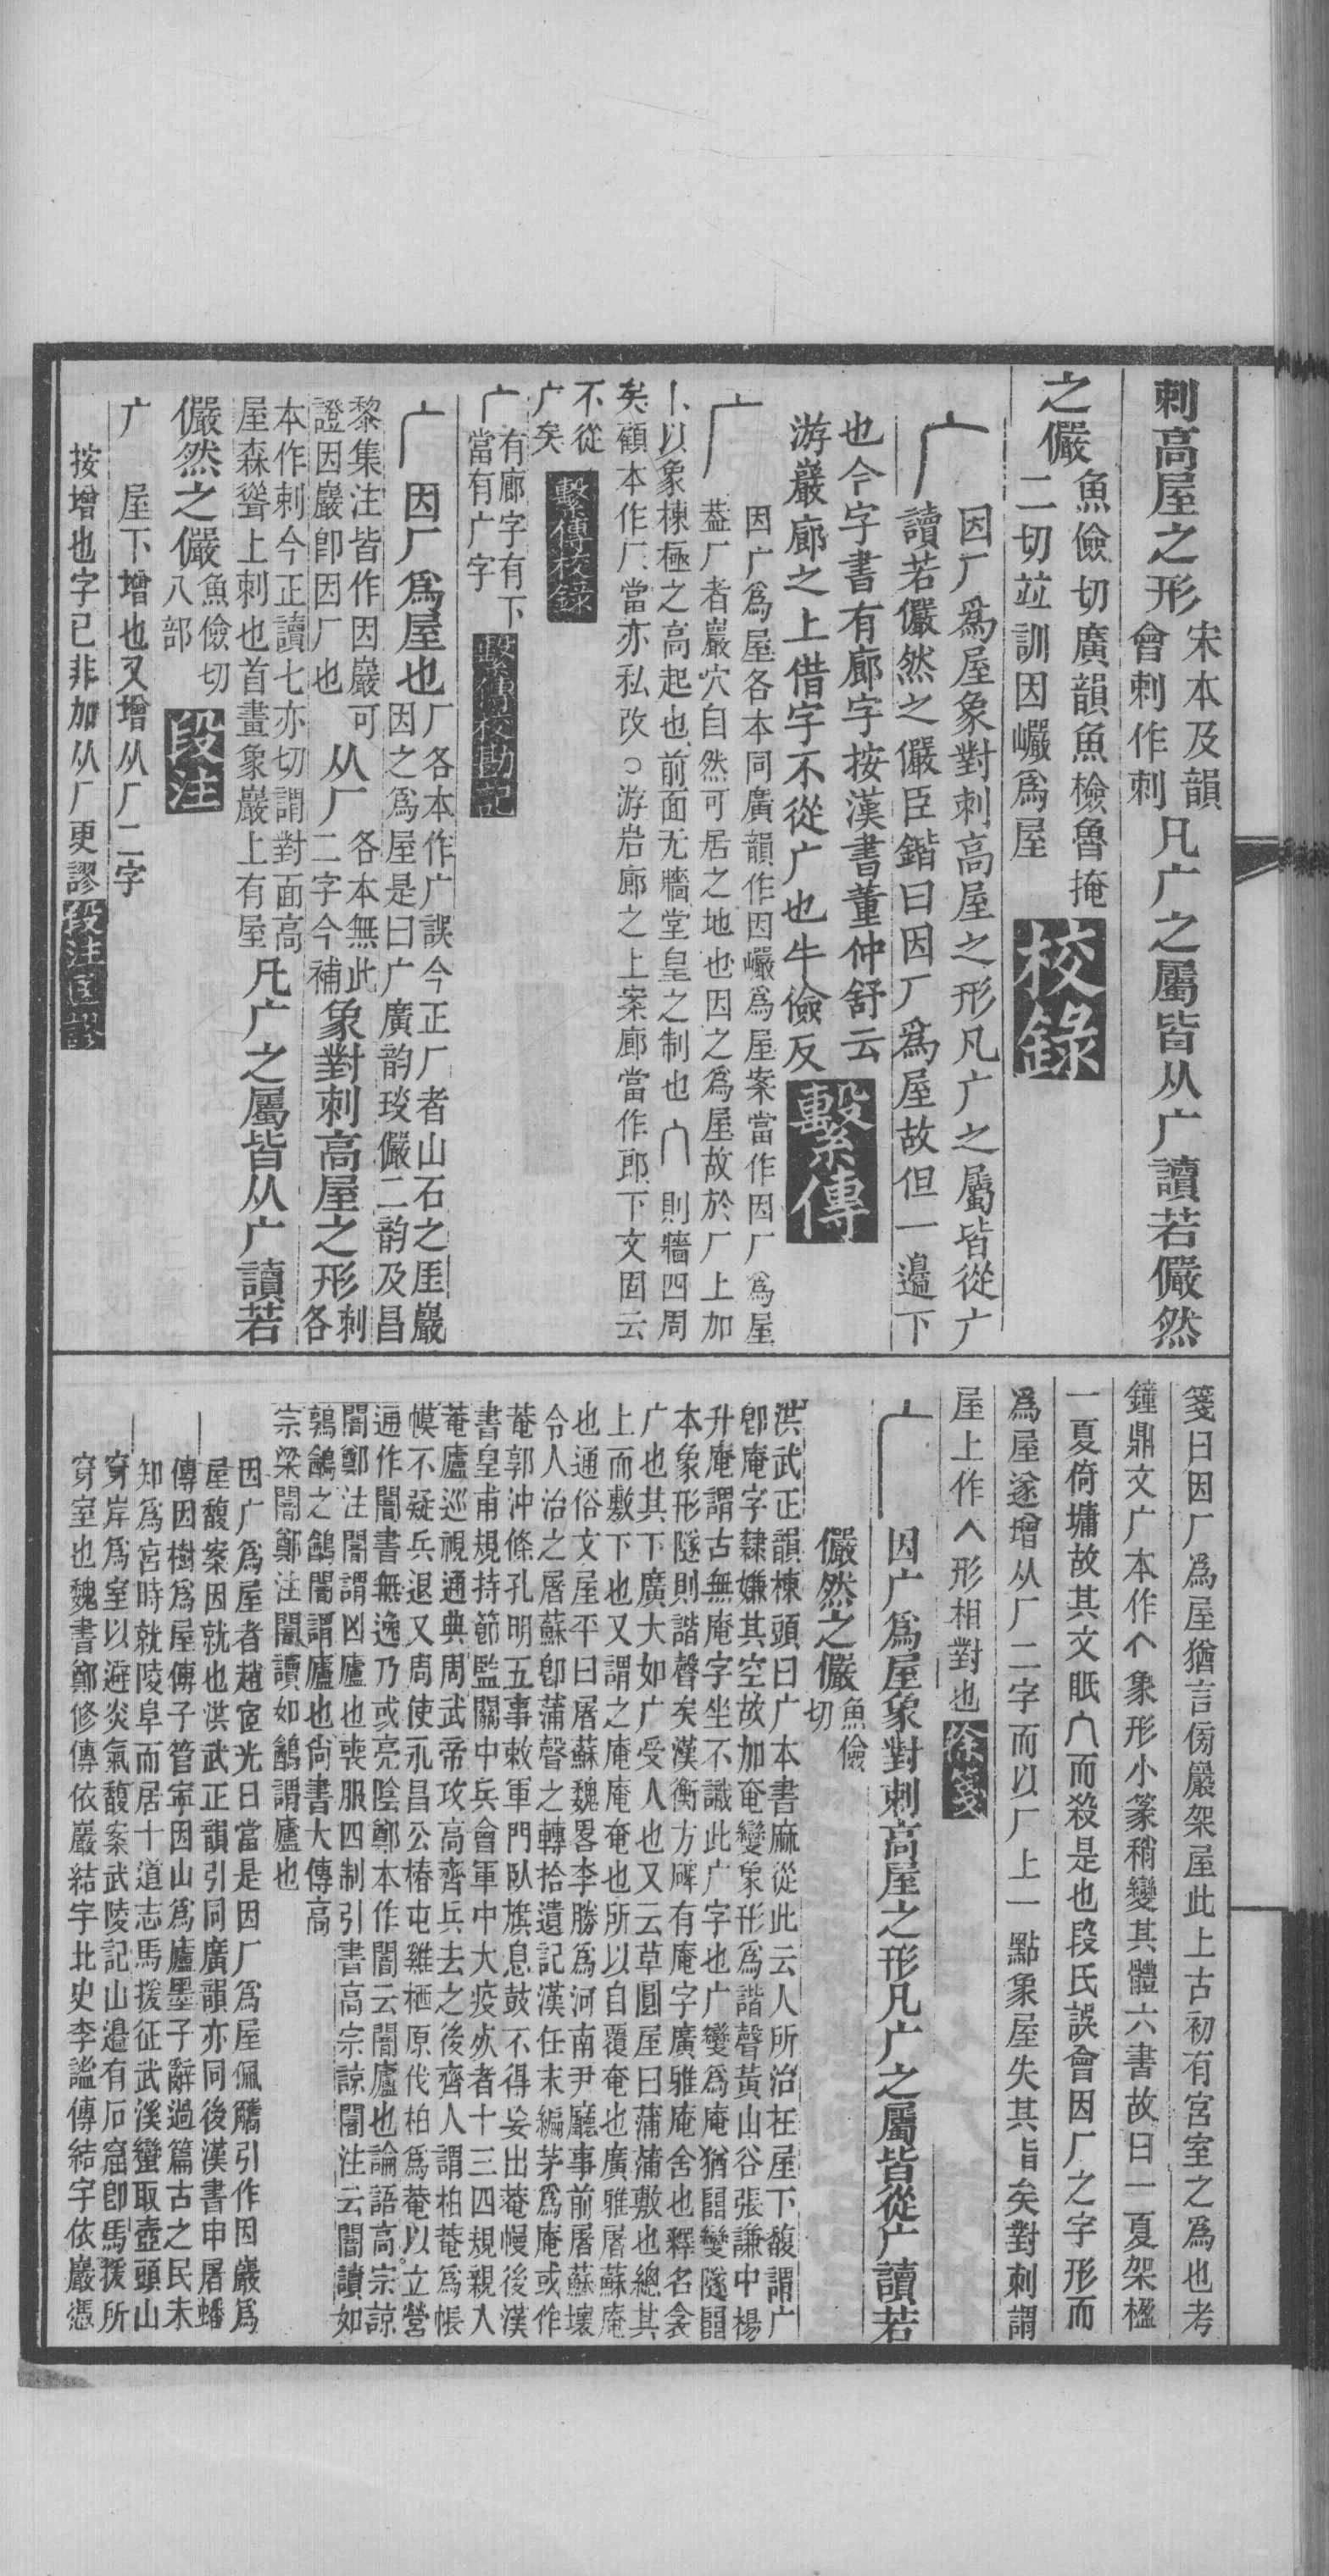 刺高屋之形宋本及韻會刺作刺凡广之屬皆从广讀若儼然
之儼魚儉切廣韻魚檢魯掩二切竝訓因巖爲屋 校錄
广 因厂爲屋象對刺高屋之形凡广之屬皆從广
讀若儼然之儼臣鍇曰因厂爲屋故但一邉下
也今字書有廊字按漢書董仲舒云
游巖廊之上借字不從广也牛儉反 繫傳
因广爲屋各本同廣韻作因巖爲屋案當作因厂爲屋
广 葢厂者巖穴自然可居之地也因之爲屋故於厂上加
丶以象棟極之高起也前面无牆堂皇之制也 則牆四周
矣顧本作厂當亦私改○游岩廊之上案廊當作郎下文固云
不從
广矣 繫傳校錄
广 有廊字有下
當有广字 繫傳校勘記
广 因厂爲屋也厂各本作广誤今正厂者山石之厓巖
因之爲屋是曰广廣韵琰儼二韵及昌
黎集注皆作因巖可
證因巖卽因厂也从厂各本無此二字今補象對刺高屋之形刺各
本作刺今正讀七亦切謂對面高
屋森聳上刺也首畫象巖上有屋凡广之屬皆从广讀若
儼然之儼魚儉切八部 段注
广 屋下增也又增从厂二字
按增也字已非加从厂更謬 段注匡謬
箋曰因厂爲屋猶言傍巖架屋此上古初有宮室之爲也考
鐘鼎文广本作 象形小篆稍變其體六書故曰一夏架楹
一夏倚墉故其文眂 而殺是也段氏誤會因厂之字形而
爲屋遂增从厂二字而以厂上一點象屋失其旨矣對刺謂
屋上作 形相對也 徐箋
广 因广爲屋象對刺高屋之形凡广之屬皆從广讀若
儼然之儼魚儉切
洪武正韻棟頭曰广本書麻從此云人所治在屋下馥謂广
卽庵字隸嫌其空故加奄變象形爲諧聲黃山谷張謙中楊
升庵謂古無庵字坐不識此广字也广變爲庵猶䦽變隧䦽
本象形隧則諧聲矣漢衡方碑有庵字廣雅庵舍也釋名衾
广也其下廣大如广受人也又云草圓屋曰蒲蒲敷也總其
上而敷下也又謂之庵庵奄也所以自覆奄也廣雅屠蘇庵
也通俗文屋平曰屠蘇魏畧李勝爲河南尹廳事前屠蘇壞
令人治之屠蘇卽蒲聲之轉拾遺記漢任末編茅爲庵或作
菴郭沖條孔明五事敕軍門臥旗息鼓不得妄出菴幔後漢
書皇甫規持節監關中兵會軍中大疫死者十三四規親入
菴廬巡視通典周武帝攻高齊兵去之後齊人謂柏菴爲帳
幙不疑兵退又周使永昌公椿屯雞栖原伐柏爲菴以立營
通作闇書無逸乃或亮陰鄭本作闇云闇廬也論語高宗諒
闇鄭注闇謂凶廬也喪服四制引書高宗諒闇注云闇讀如
鶉鷂之鷂闇謂廬也尙書大傳高
宗梁闇鄭注闇讀如鷂謂廬也
因广爲屋者趙宧光曰當是因厂爲屋佩觿引作因巖爲
屋馥案因就也洪武正韻引同廣韻亦同後漢書申屠蟠
傳因樹爲屋傅子管寧因山爲廬墨子辭過篇古之民未
知爲宮時就陵阜而居十道志馬援征武溪蠻取壺頭山
穿岸爲室以避炎氣馥案武陵記山邉有石窟卽馬援所
穿室也魏書鄭修傳依巖結宇北史李謐傳結宇依巖憑